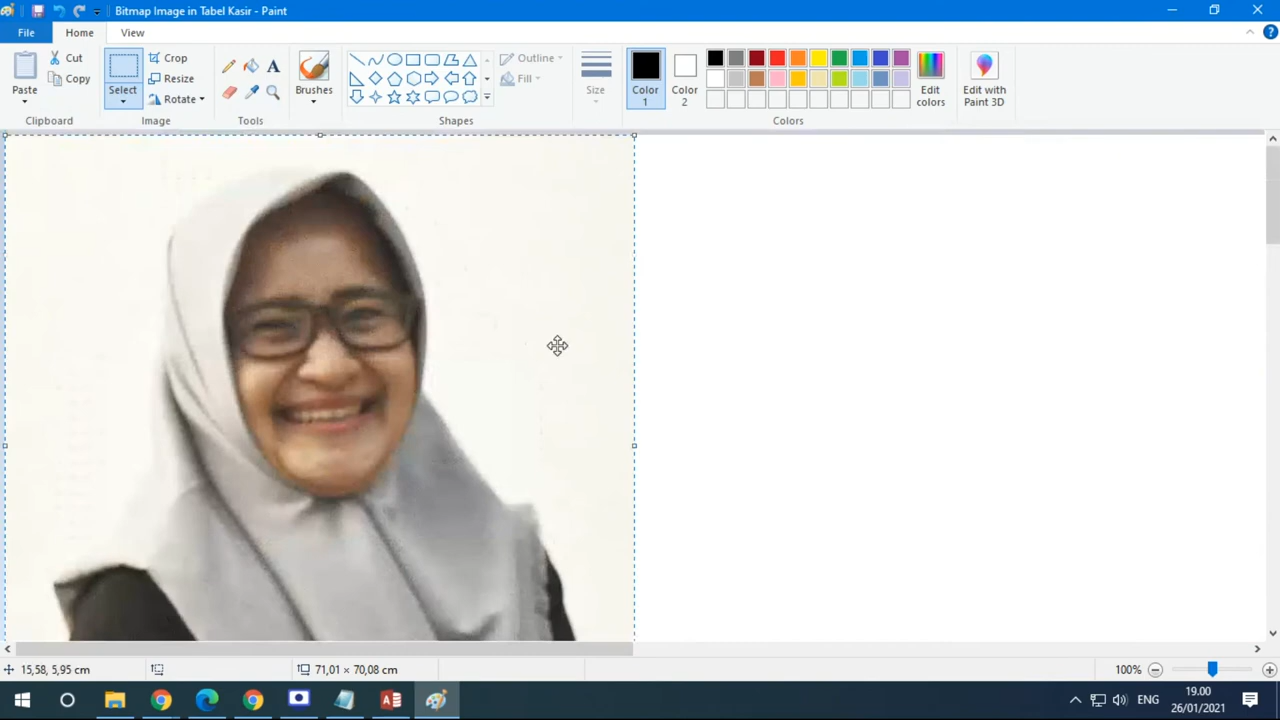 Bitmap Image in Tabel Kasir - Paint
File
Home
View
Paste
Cut
Copy
Clipboard
Select
Crop
Resize
Rotate
Image
A
Tools
Brushes
Shapes
Outline
Fill
Size
Color
1
Color
2
Colors
Edit
colors
Edit with
Paint 3D
15,58, 5,95 cm
71,01 × 70,08 cm
100%
ENG
19.00
26/01/2021